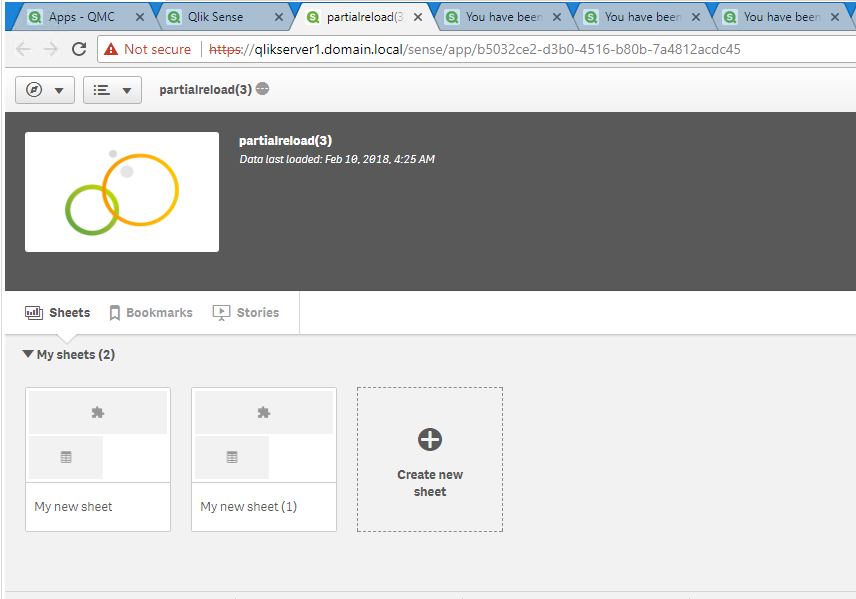 Apps - QMC
Qlik Sense
partialreload(3
You have been
You have been
You have been
Not secure
https://qlikserver1.domain.local/sense/app/b5032ce2-d3b0-4516-b80b-7a4812acdc45
partialreload(3)
partialreload(3)
Data last loaded: Feb 10, 2018, 4:25 AM
Sheets
Bookmarks
Stories
My sheets (2)
My new sheet
My new sheet (1)
Create new
sheet